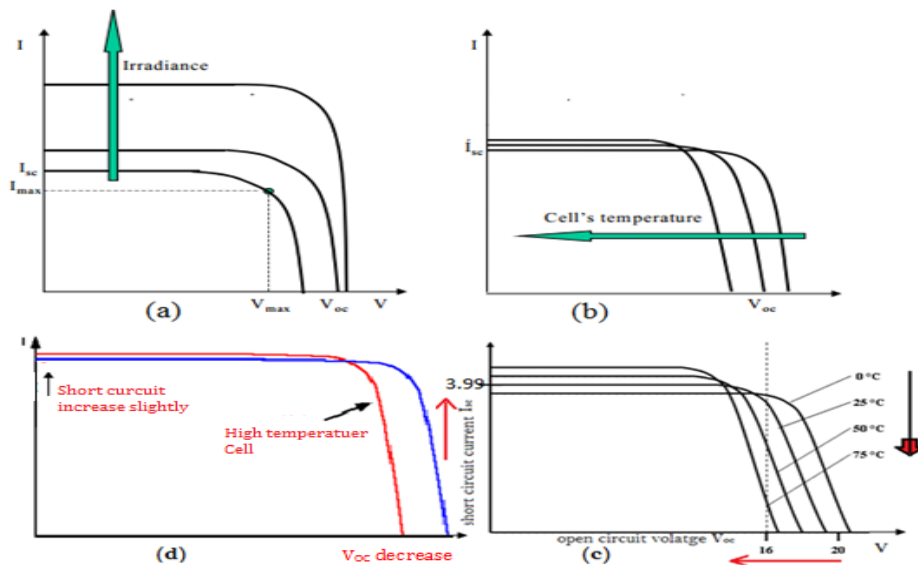 I
Irradiance
Isc
Imax
(a)
Vmax
Voc
V
I
isc
Cell's temperature
(b)
Voc
V
I
Short curcuit
increase slightly
High temperatuer
Cell
(d)
Voc decrease
short circuit current Isc
3.99
0 °C
25 °C
50 °C
75 °C
open circuit volatge Voc
(c)
16
20
V